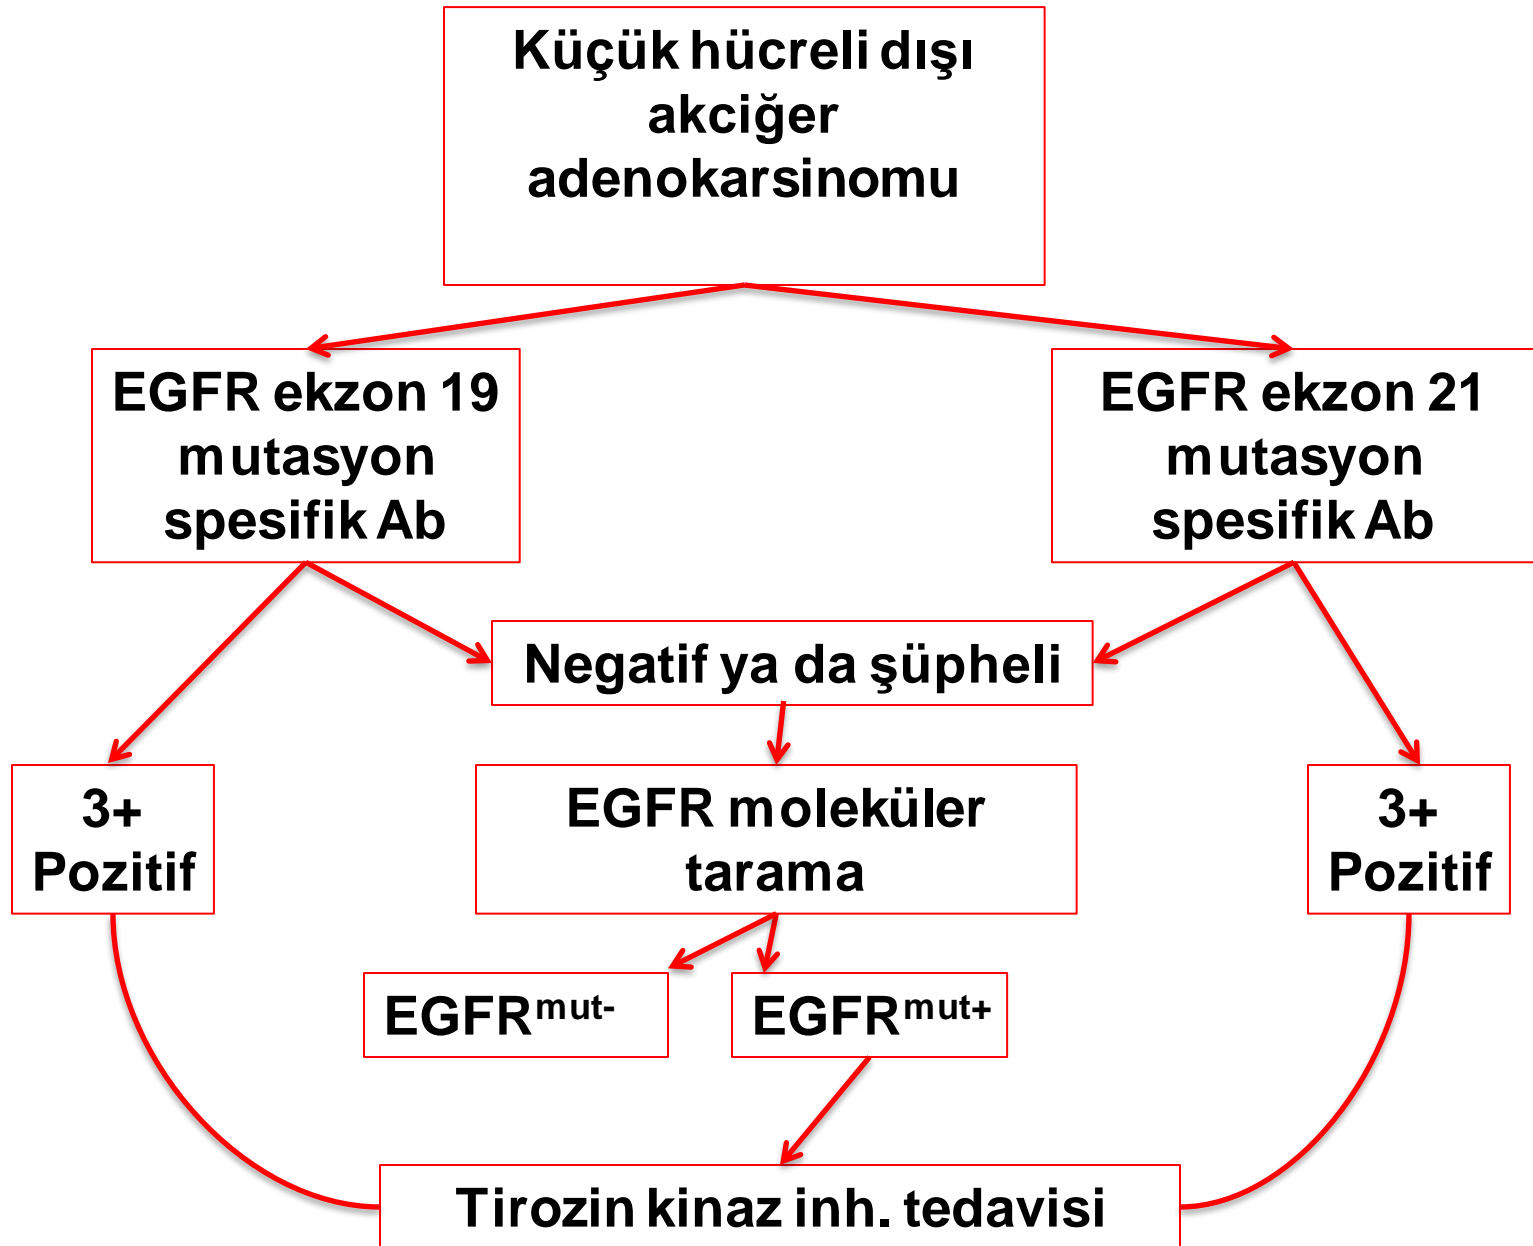 Küçük hücreli dışı
akciğer
adenokarsinomu
EGFR ekzon 19
mutasyon
spesifik Ab
EGFR ekzon 21
mutasyon
spesifik Ab
Negatif ya da şüpheli
3+
Pozitif
EGFR moleküler
tarama
3+
Pozitif
EGFRmut-
EGFRmut+
Tirozin kinaz inh. tedavisi